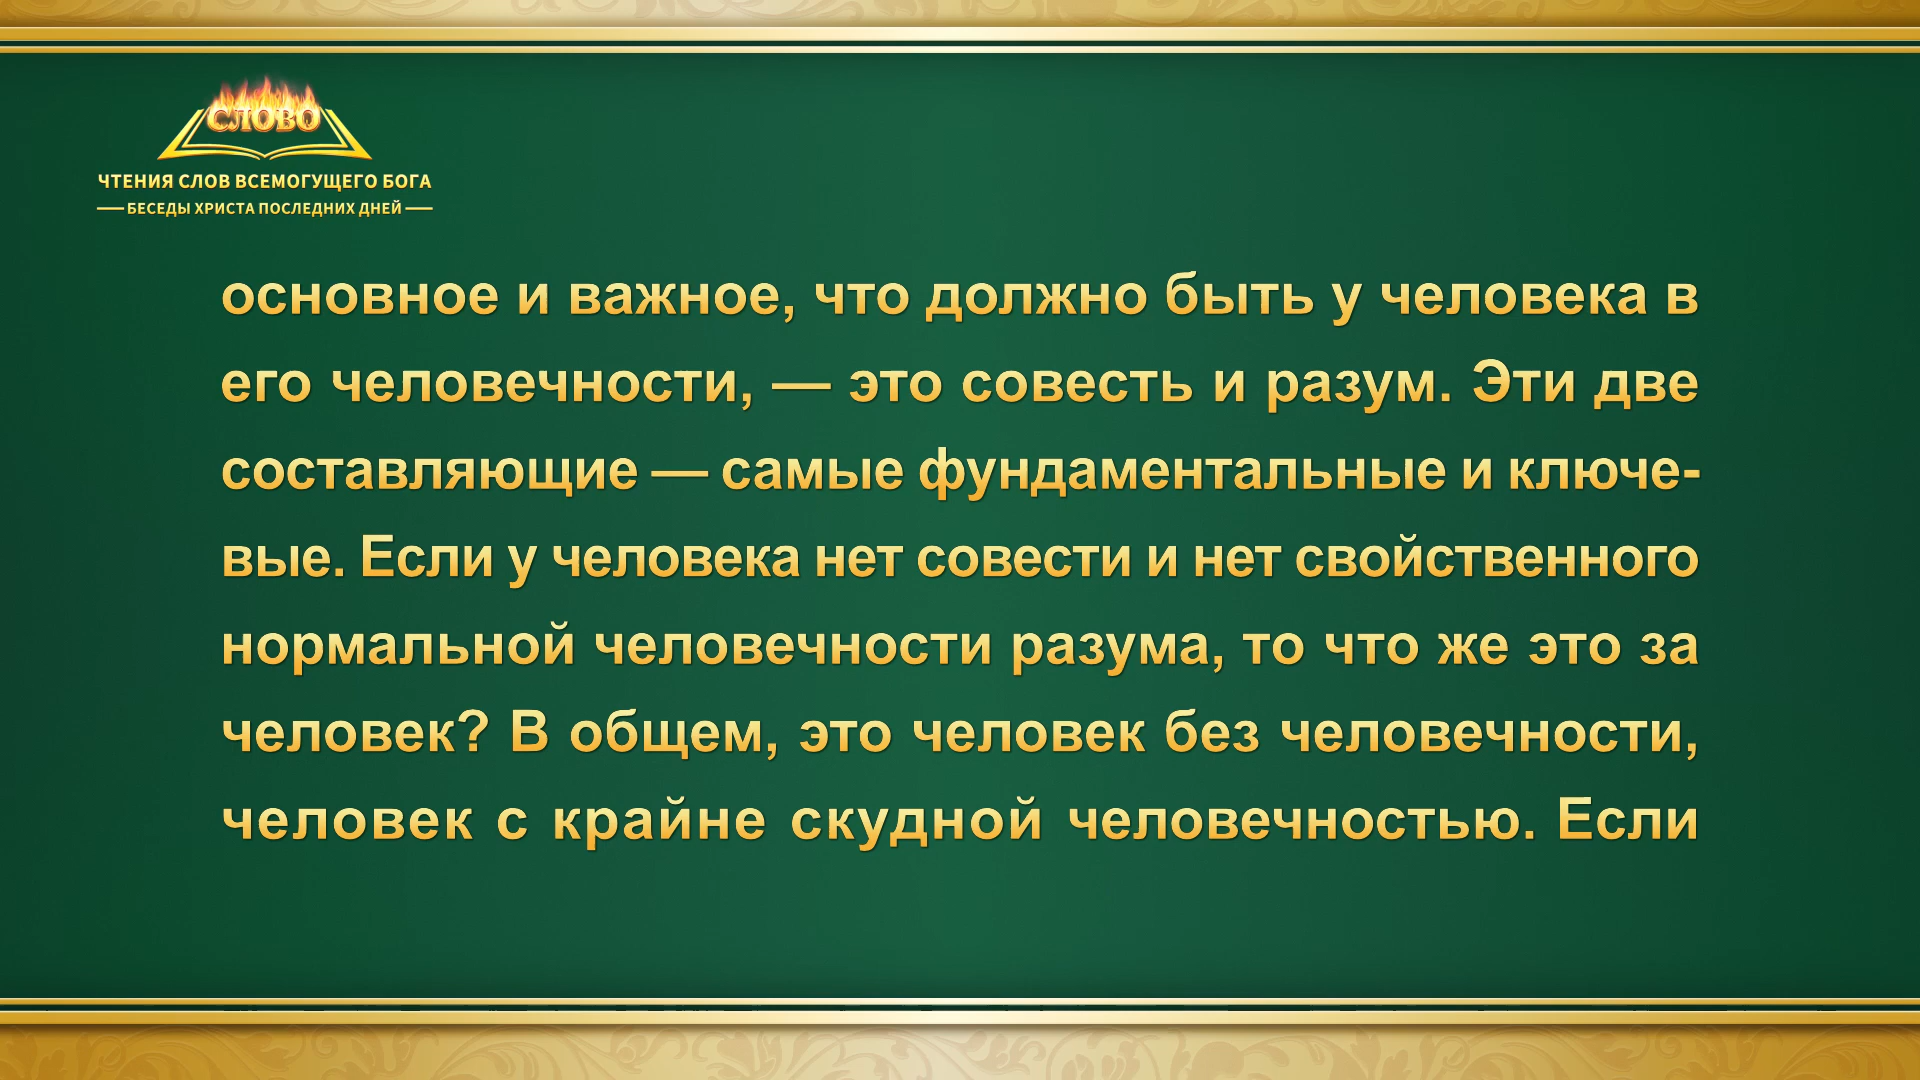 СЛОВО
ЧТЕНИЯ СЛОВ ВСЕМОГУЩЕГО БОГА
БЕСЕДЫ ХРИСТА ПОСЛЕДНИХ ДНЕЙ
основное и важное, что должно быть у человека в
его человечности, — это совесть и разум. Эти две
составляющие — самые фундаментальные и ключе-
вые. Если у человека нет совести и нет свойственного
нормальной человечности разума, то что же это за
человек? В общем, это человек без человечности,
человек с крайне скудной человечностью. Если